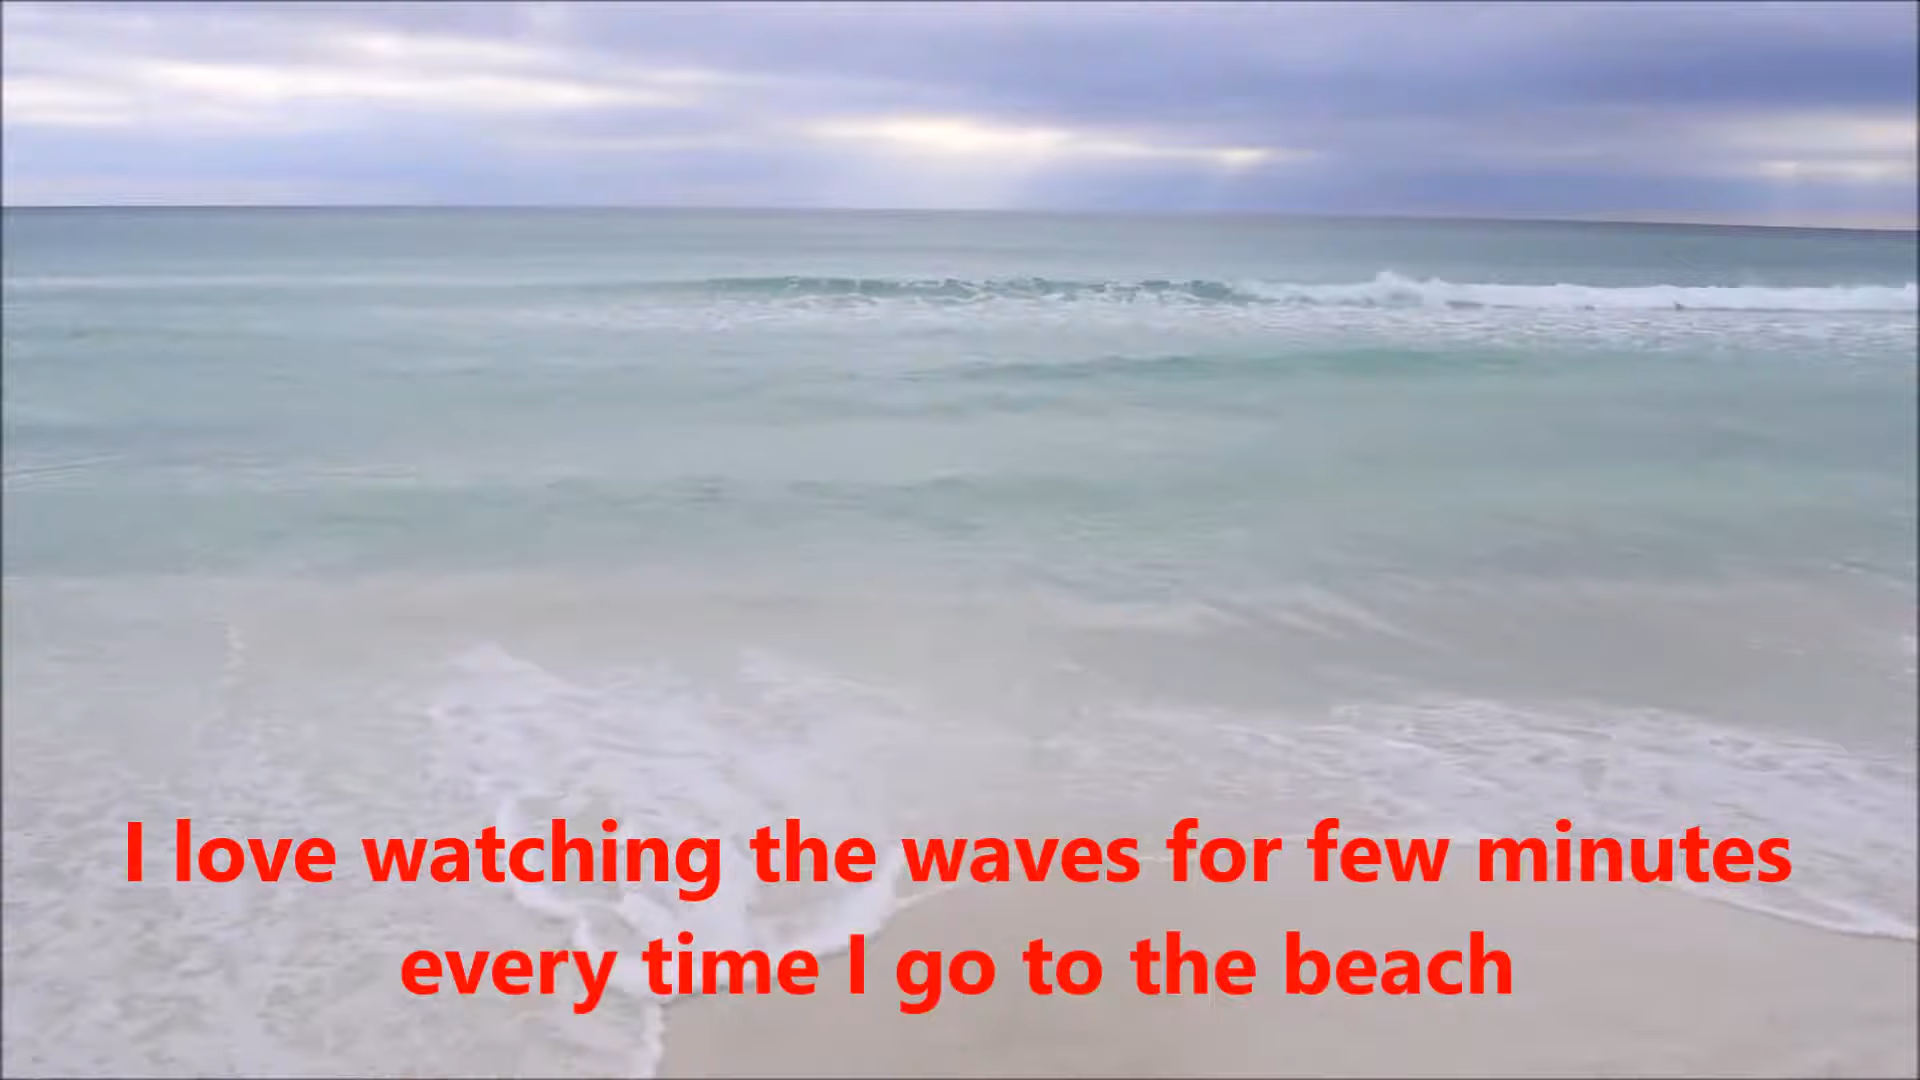 I love watching the waves for few minutes
every time I go to the beach